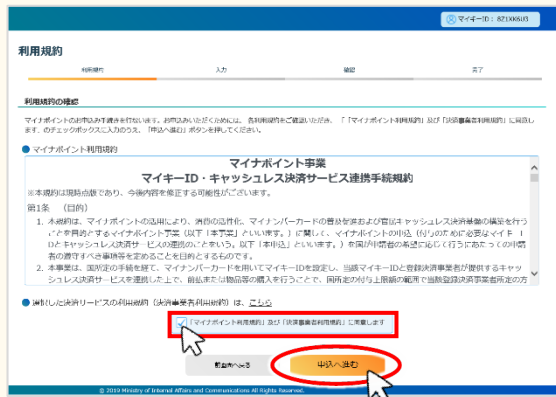 マイキーID：8Z1XK6U3
利用規約
利用規約 入力 確認 完了
利用規約の確認
マイナポイントのお申込み手続きを行ないます。お申込みいただくためには、各利用規約をご確認いただき、「「マイナポイント利用規約」及び「決済事業者利用規約」に同意し
ます」のチェックボックスに入力のうえ、「申込へ進む」ボタンを押してください。
マイナポイント利用規約
マイナポイント事業
マイキーID・キャッシュレス決済サービス連携手続規約
※本規約は現時点版であり、今後内容を修正する可能性がございます。
第1条 （目的）
1. 本規約は、マイナポイントの活用により、消費の活性化、マイナンバーカードの普及促進および官民キャッシュレス決済基盤の構築を行う
ことを目的とするマイナポイント事業（以下「本事業」といいます。）に関して、マイナポイントの申込（付与のために必要なマイキーI
Dとキャッシュレス決済サービスとの連携のことをいう。以下「本申込」といいます。）を国が申請者の希望に応じて行うにあたっての申請
者の遵守すべき事項等を定めることを目的とするものです。
2. 本事業は、国所定の手続を経て、マイナンバーカードを用いてマイキーIDを設定し、当該マイキーIDと登録決済事業者が提供するキャッ
シュレス決済サービスを連携した上で、前払または物品等の購入を行うことで、国所定の付与上限額の範囲で当該登録決済事業者所定の方
選択した決済サービスの利用規約（決済事業者利用規約）は、こちら
「マイナポイント利用規約」及び「決済事業者利用規約」に同意します
前画面へ戻る 申込へ進む
© 2019 Ministry of Internal Affairs and Communications All Rights Reserved.